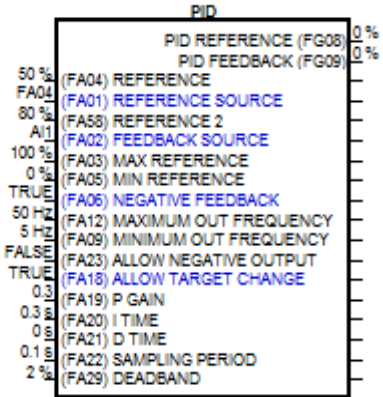 PID
PID REFERENCE (FG08) 0 %
PID FEEDBACK (FG09) 0 %
50 % (FA04) REFERENCE
FA04 (FA01) REFERENCE SOURCE
80 % (FA58) REFERENCE 2
AI1 (FA02) FEEDBACK SOURCE
100 % (FA03) MAX REFERENCE
0 % (FA05) MIN REFERENCE
TRUE (FA06) NEGATIVE FEEDBACK
50 Hz (FA12) MAXIMUM OUT FREQUENCY
5 Hz (FA09) MINIMUM OUT FREQUENCY
FALSE (FA23) ALLOW NEGATIVE OUTPUT
TRUE (FA18) ALLOW TARGET CHANGE
0.3 (FA19) P GAIN
0.3 s (FA20) I TIME
0 s (FA21) D TIME
0.1 s (FA22) SAMPLING PERIOD
2 % (FA29) DEADBAND